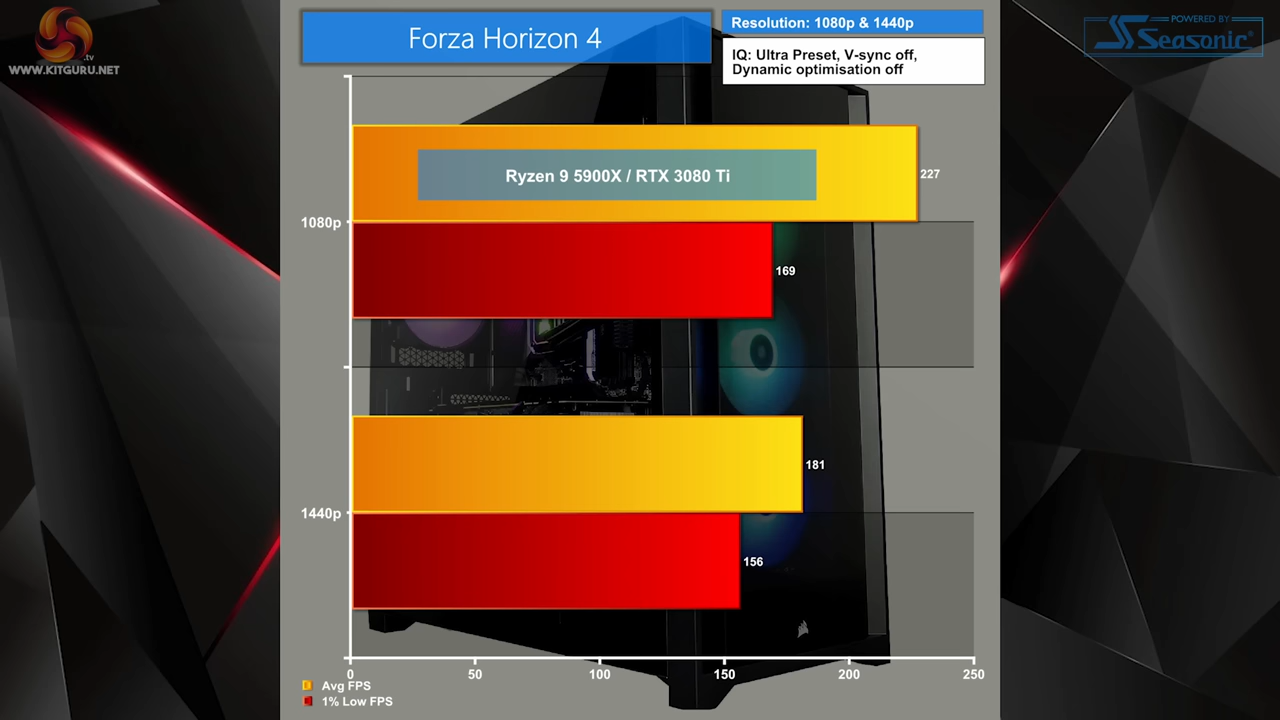 .tv
WWW.KITGURU.NET
Forza Horizon 4
Resolution: 1080p & 1440p
IQ: Ultra Preset, V-sync off,
Dynamic optimisation off
POWERED BY
Seasonic®
Ryzen 9 5900X / RTX 3080 Ti
227
1080p
169
181
1440p
156
0 50 100 150 200 250
Avg FPS
1% Low FPS